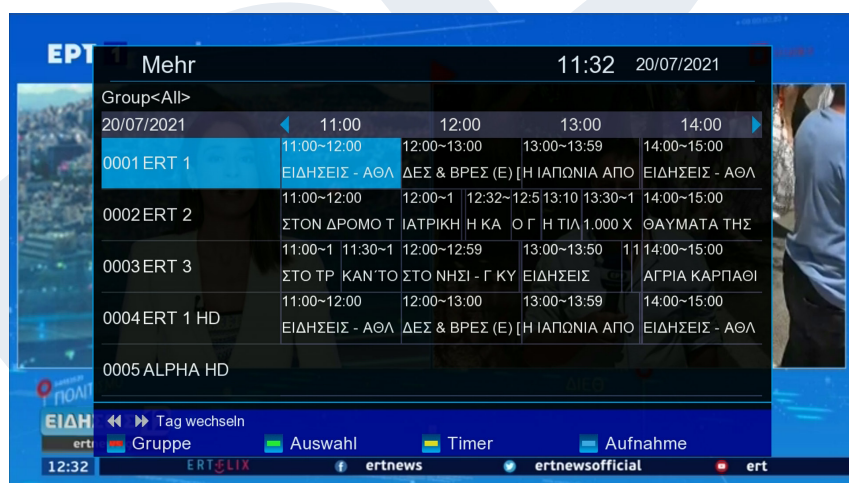 ΕΡΤ 1
Mehr 11:32 20/07/2021
Group<All>
20/07/2021 11:00 12:00 13:00 14:00
11:00~12:00 12:00~13:00 13:00~13:59 14:00~15:00
0001 ERT 1 ΕΙΔΗΣΕΙΣ - ΑΘΛ ΔΕΣ & ΒΡΕΣ (Ε) [ Η ΙΑΠΩΝΙΑ ΑΠΟ ΕΙΔΗΣΕΙΣ - ΑΘΛ
11:00~12:00 12:00~1 12:32~12:5 13:10 13:30~1 14:00~15:00
0002 ERT 2 ΣΤΟΝ ΔΡΟΜΟ Τ ΙΑΤΡΙΚΗ Η ΚΑ Ο Γ Η ΤΙΛ 1.000 Χ ΘΑΥΜΑΤΑ ΤΗΣ
11:00~1 11:30~1 12:00~12:59 13:00~13:50 11 14:00~15:00
0003 ERT 3 ΣΤΟ ΤΡ ΚΑΝ΄ΤΟ ΣΤΟ ΝΗΣΙ - Γ ΚΥ ΕΙΔΗΣΕΙΣ ΑΓΡΙΑ ΚΑΡΠΑΘΙ
11:00~12:00 12:00~13:00 13:00~13:59 14:00~15:00
0004 ERT 1 HD ΕΙΔΗΣΕΙΣ - ΑΘΛ ΔΕΣ & ΒΡΕΣ (Ε) [ Η ΙΑΠΩΝΙΑ ΑΠΟ ΕΙΔΗΣΕΙΣ - ΑΘΛ
0005 ALPHA HD
Tag wechseln
Gruppe Auswahl Timer Aufnahme
12:32 ERTFLIX ertnews ertnewsofficial ert